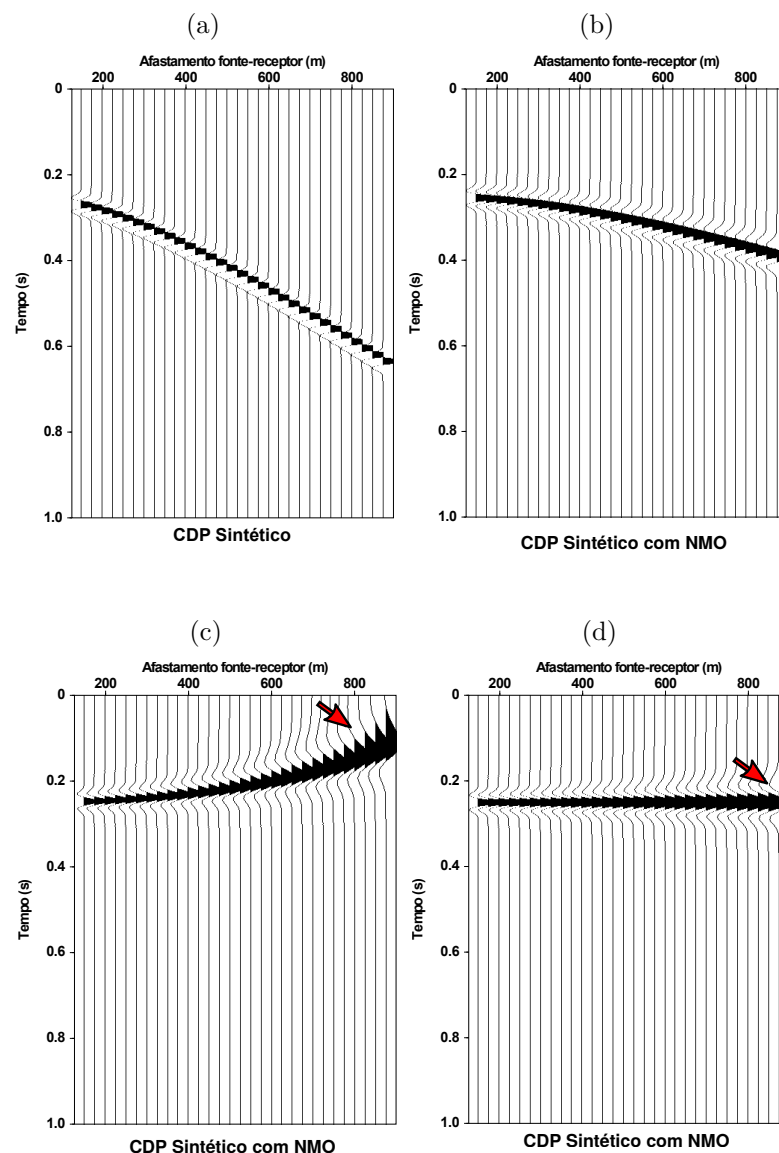 (a)
Afastamento fonte-receptor (m)
200 400 600 800
0
0.2
0.4
0.6
0.8
1.0
Tempo (s)
CDP Sintético
(b)
Afastamento fonte-receptor (m)
200 400 600 800
0
0.2
0.4
0.6
0.8
1.0
Tempo (s)
CDP Sintético com NMO
(c)
Afastamento fonte-receptor (m)
200 400 600 800
0
0.2
0.4
0.6
0.8
1.0
Tempo (s)
CDP Sintético com NMO
(d)
Afastamento fonte-receptor (m)
200 400 600 800
0
0.2
0.4
0.6
0.8
1.0
Tempo (s)
CDP Sintético com NMO